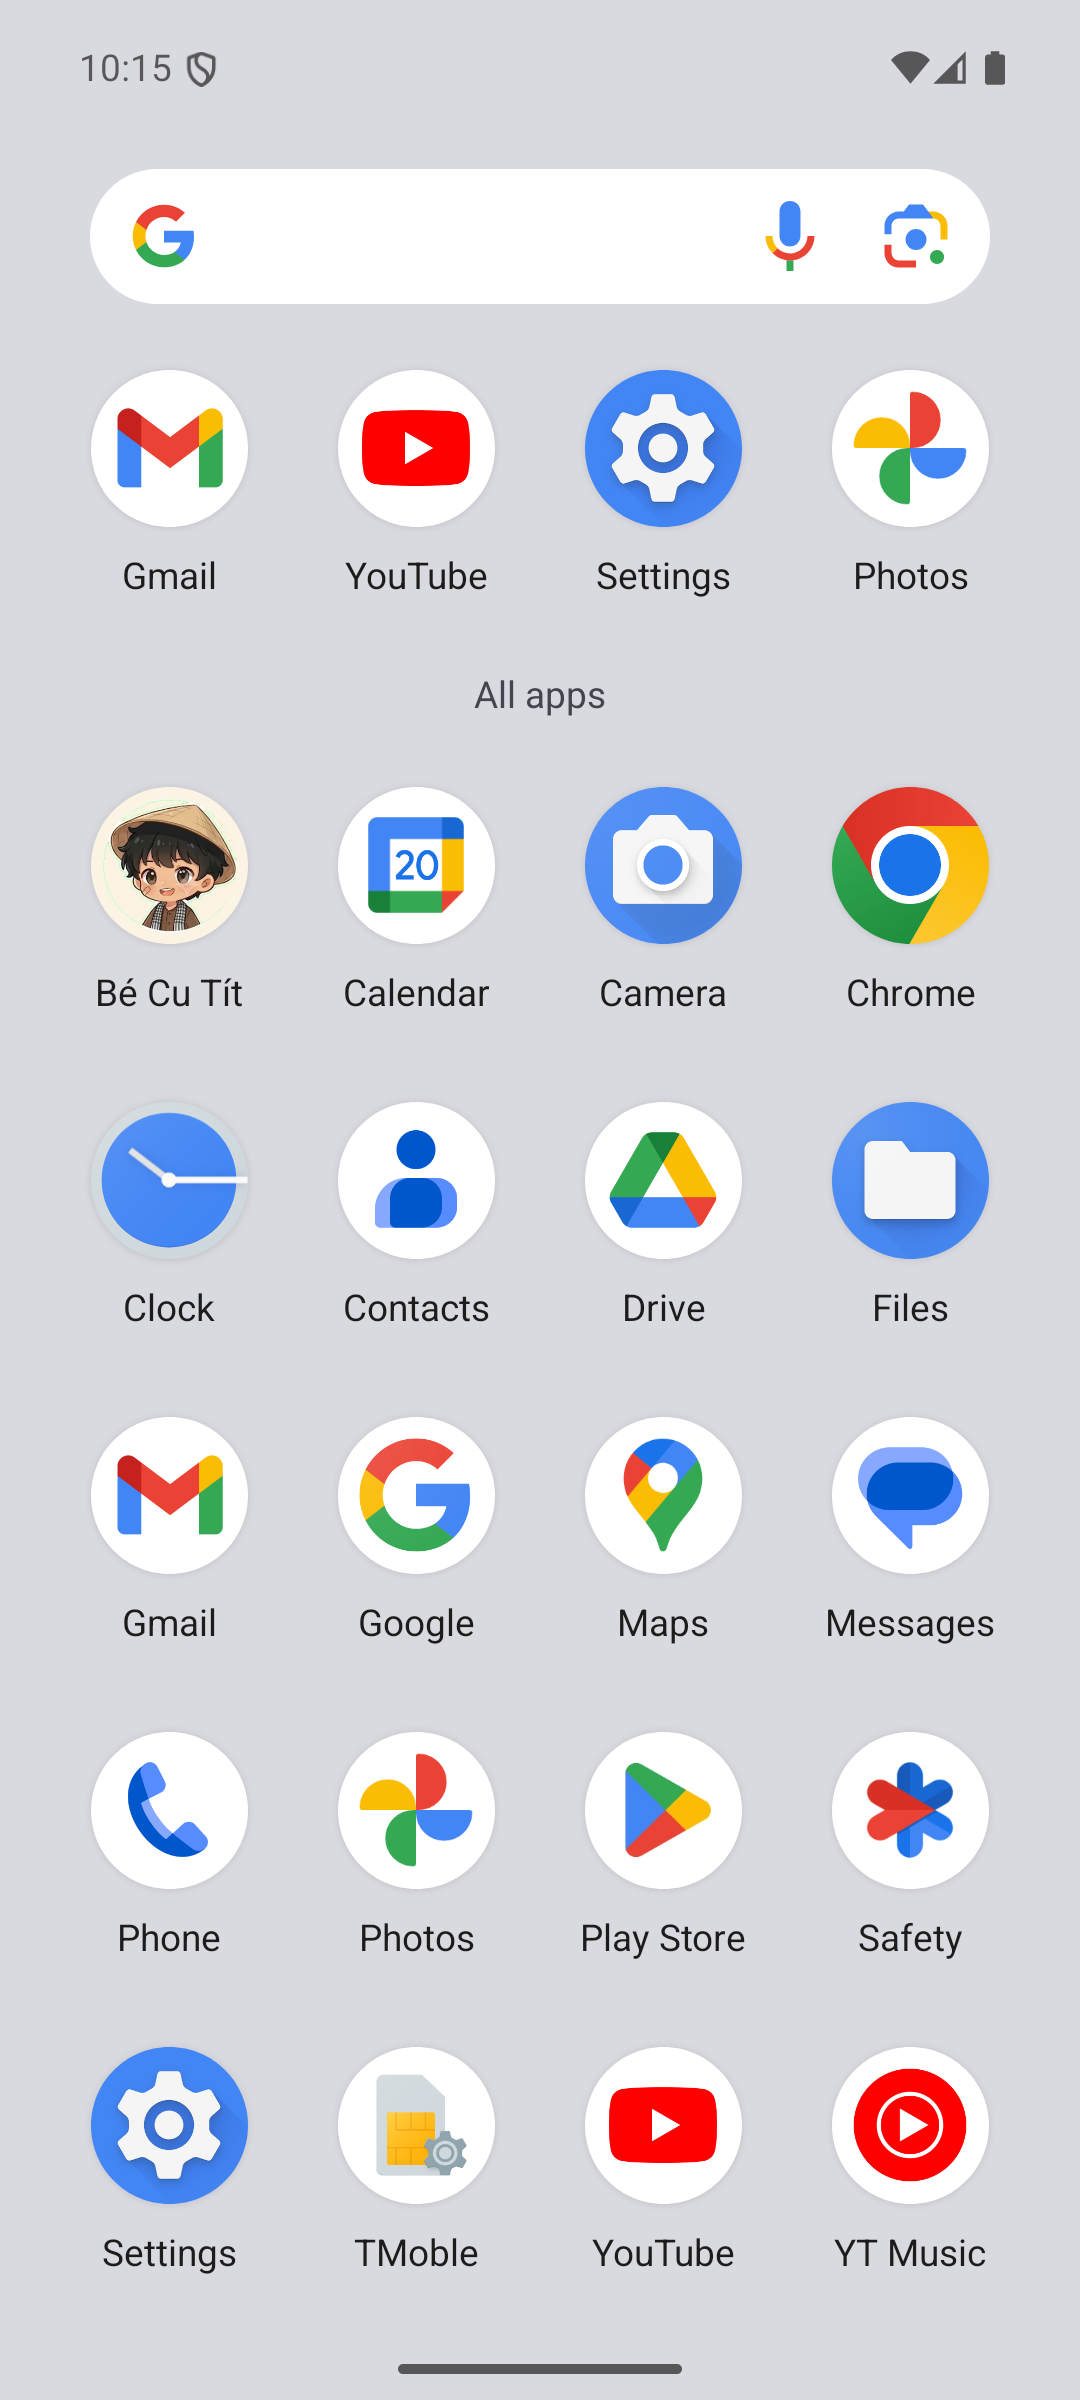 10:15
Gmail YouTube Settings Photos
All apps
20
Bé Cu Tít Calendar Camera Chrome
Clock Contacts Drive Files
Gmail Google Maps Messages
Phone Photos Play Store Safety
Settings TMoble YouTube YT Music